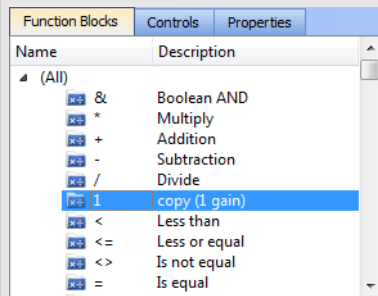 Function Blocks Controls Properties
Name Description
(All)
& Boolean AND
* Multiply
+ Addition
- Subtraction
/ Divide
1 copy (1 gain)
< Less than
<= Less or equal
<> Is not equal
= Is equal